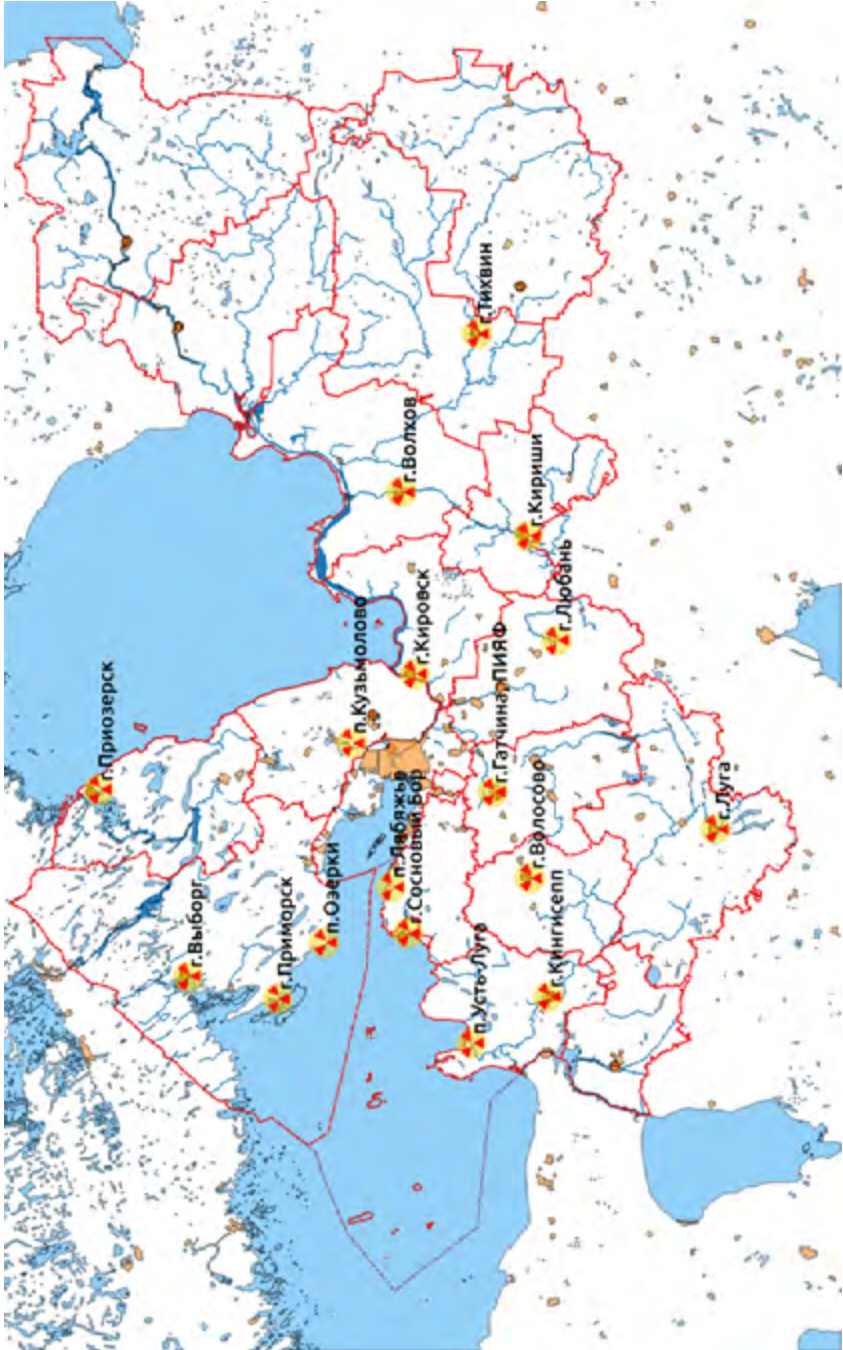 г.Приозерск
г.Выборг
г.Приморск
п.Озерки
п.Кузьмолово
п.Лебяжье
г.Сосновый Бор
г.Кировск
г.Волхов
г.Тихвин
п.Усть-Луга
г.Гатчина, ПИЯФ
г.Кингисепп
г.Волосово
г.Кириши
г.Любань
г.Луга